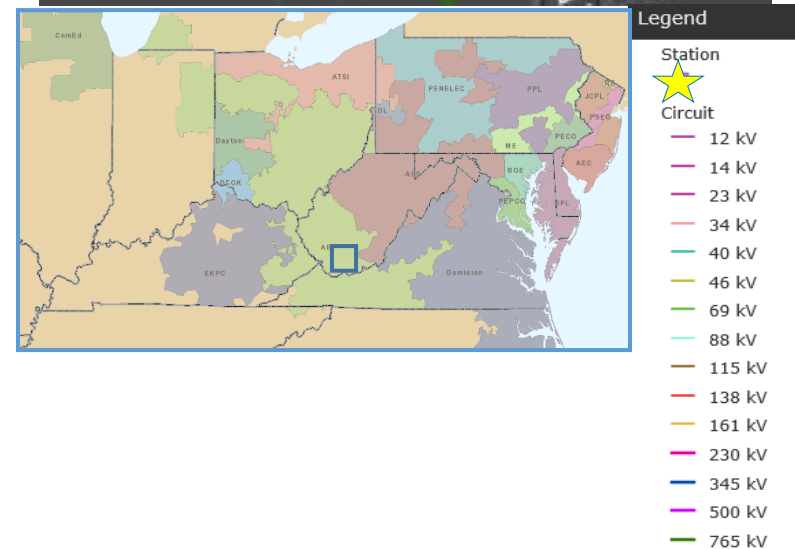 Legend
Station
Circuit
12 kV
14 kV
23 kV
34 kV
40 kV
46 kV
69 kV
88 kV
115 kV
138 kV
161 kV
230 kV
345 kV
500 kV
765 kV
ComEd
ATSI
PENELEC
PPL
JCPL
PSEG
DL
Dayton
PECO
ME
AEC
BGE
DEOK
PEPCO
DPL
EKPC
Dominion